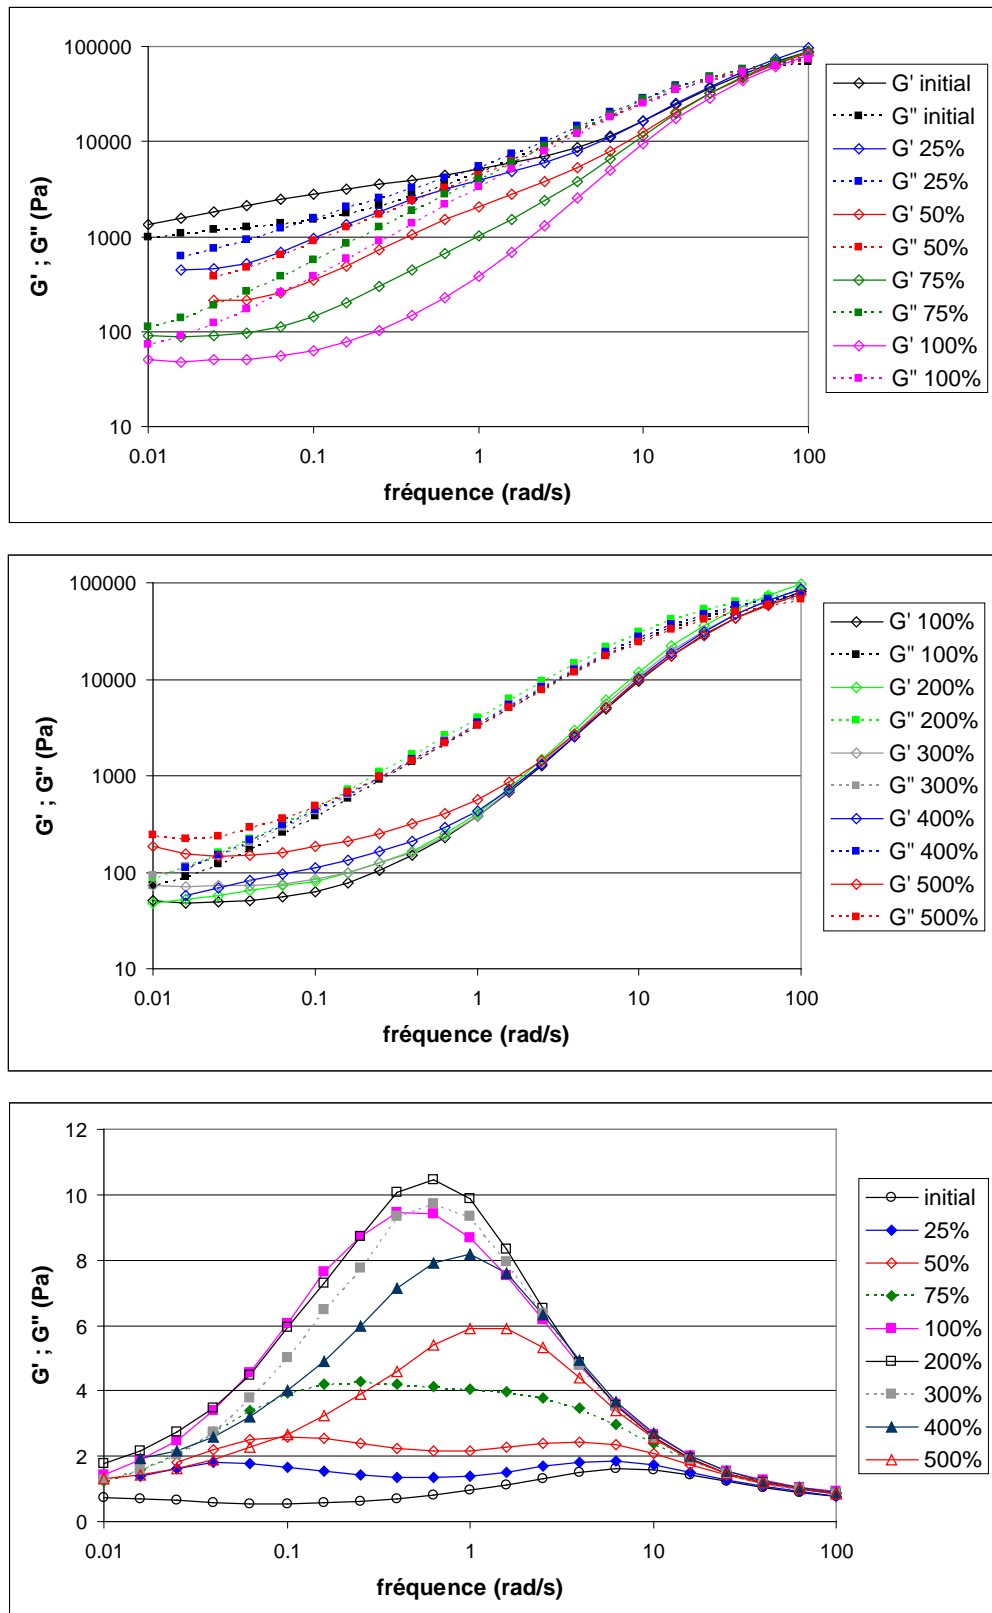 100000
10000
1000
100
10
G' ; G" (Pa)
0.01
0.1
1
10
100
fréquence (rad/s)
G' initial
G" initial
G' 25%
G" 25%
G' 50%
G" 50%
G' 75%
G" 75%
G' 100%
G" 100%
100000
10000
1000
100
10
G' ; G" (Pa)
0.01
0.1
1
10
100
fréquence (rad/s)
G' 100%
G" 100%
G' 200%
G" 200%
G' 300%
G" 300%
G' 400%
G" 400%
G' 500%
G" 500%
12
10
8
6
4
2
0
G' ; G" (Pa)
0.01
0.1
1
10
100
fréquence (rad/s)
initial
25%
50%
75%
100%
200%
300%
400%
500%